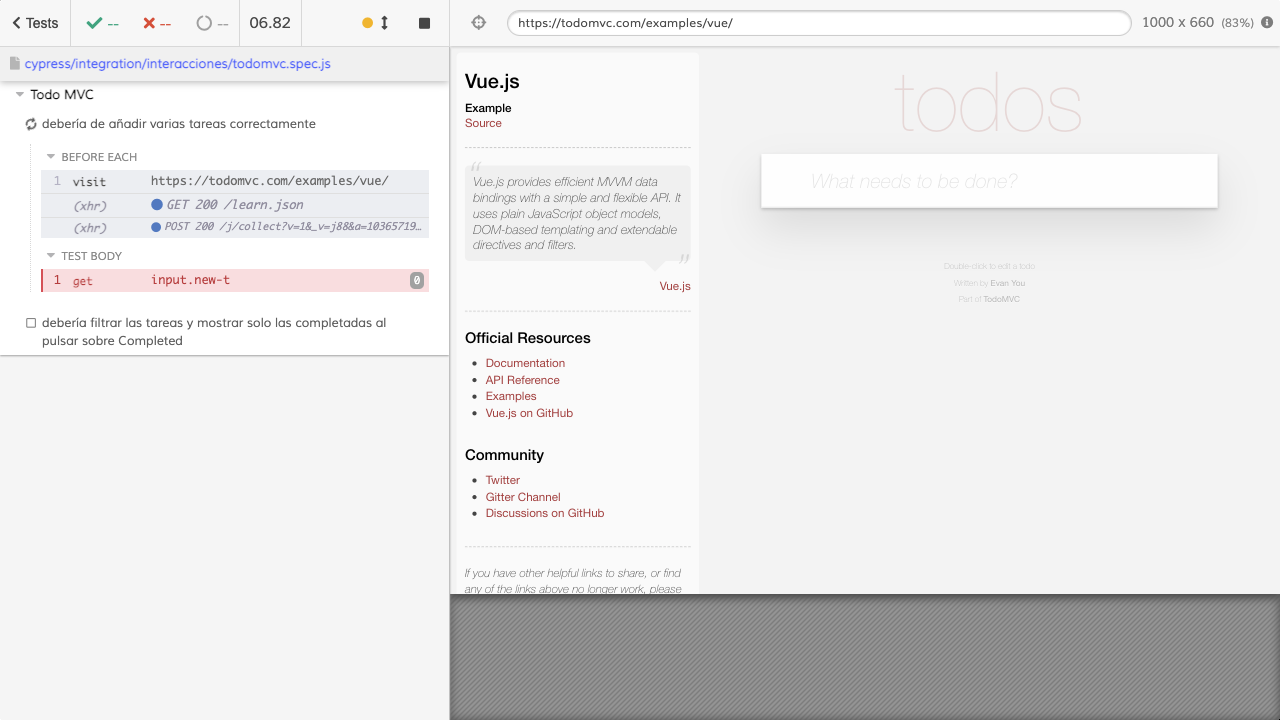 Tests
--
--
--
06.82
https://todomvc.com/examples/vue/
1000 x 660 (83%)
cypress/integration/interacciones/todomvc.spec.js
Todo MVC
debería de añadir varias tareas correctamente
BEFORE EACH
1 visit https://todomvc.com/examples/vue/
(xhr) GET 200 /learn.json
(xhr) POST 200 /j/collect?v=1&_v=j88&a=10365719...
TEST BODY
1 get input.new-t 0
debería filtrar las tareas y mostrar solo las completadas al
pulsar sobre Completed
Vue.js
Example
Source
“
Vue.js provides efficient MVVM data
bindings with a simple and flexible API. It
uses plain JavaScript object models,
DOM-based templating and extendable
directives and filters.
”
Vue.js
Official Resources
• Documentation
• API Reference
• Examples
• Vue.js on GitHub
Community
• Twitter
• Gitter Channel
• Discussions on GitHub
If you have other helpful links to share, or find
any of the links above no longer work, please
todos
What needs to be done?
Double-click to edit a todo
Written by Evan You
Part of TodoMVC